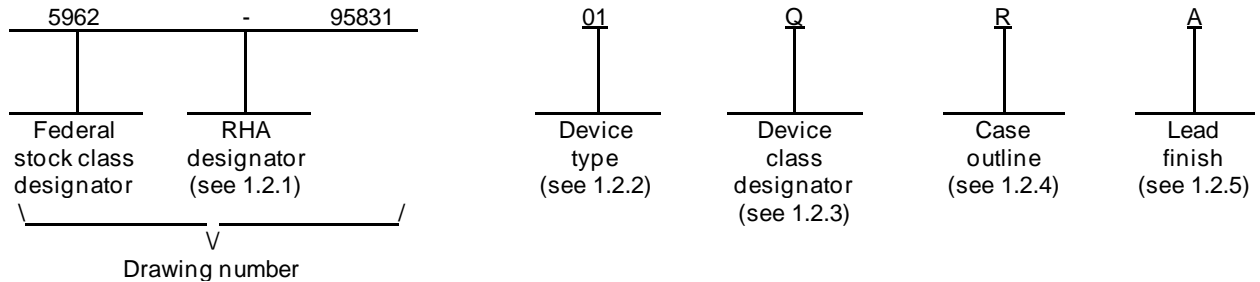 5962 - 95831 01 Q R A
Federal stock class designator
RHA designator (see 1.2.1)
Device type (see 1.2.2)
Device class designator (see 1.2.3)
Case outline (see 1.2.4)
Lead finish (see 1.2.5)
\ / \/
Drawing number